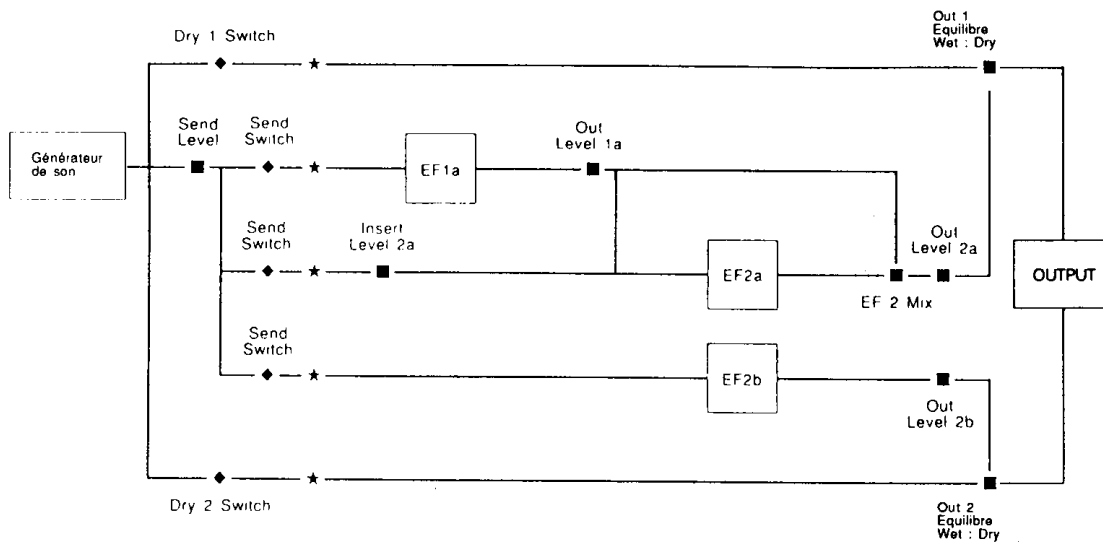 Out 1
Equilibre
Wet : Dry
Dry 1 Switch
Send
Level
Send
Switch
Out
Level 1a
Générateur
de son
EF1a
Send
Switch
Insert
Level 2a
Out
Level 2a
EF2a
OUTPUT
EF 2 Mix
Send
Switch
EF2b
Out
Level 2b
Dry 2 Switch
Out 2
Equilibre
Wet : Dry